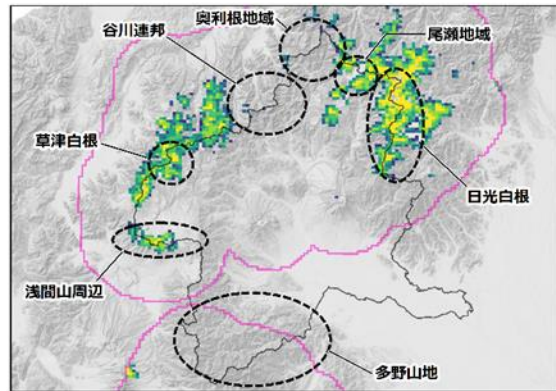 奥利根地域
谷川連邦
尾瀬地域
草津白根
日光白根
浅間山周辺
多野山地